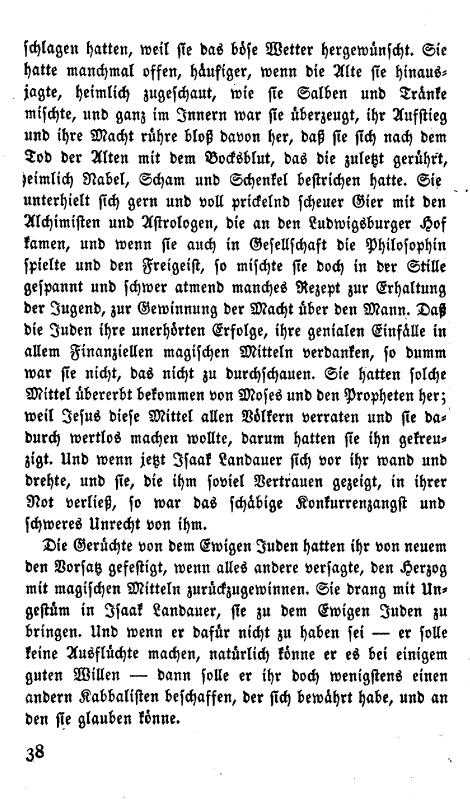 schlagen hatten, weil sie das böse Wetter hergewünscht. Sie
hatte manchmal offen, häufiger, wenn die Alte sie hinaus-
jagte, heimlich zugeschaut, wie sie Salben und Tränke
mischte, und ganz im Innern war sie überzeugt, ihr Aufstieg
und ihre Macht rühre bloß davon her, daß sie sich nach dem
Tod der Alten mit dem Bocksblut, das die zuletzt gerührt,
heimlich Nabel, Scham und Schenkel bestrichen hatte. Sie
unterhielt sich gern und voll prickelnd scheuer Gier mit den
Alchimisten und Astrologen, die an den Ludwigsburger Hof
kamen, und wenn sie auch in Gesellschaft die Philosophin
spielte und den Freigeist, so mischte sie doch in der Stille
gespannt und schwer atmend manches Rezept zur Erhaltung
der Jugend, zur Gewinnung der Macht über den Mann. Daß
die Juden ihre unerhörten Erfolge, ihre genialen Einfälle in
allem Finanziellen magischen Mitteln verdanken, so dumm
war sie nicht, das nicht zu durchschauen. Sie hatten solche
Mittel übererbt bekommen von Moses und den Propheten her;
weil Jesus diese Mittel allen Völkern verraten und sie da-
durch wertlos machen wollte, darum hatten sie ihn gekreu-
zigt. Und wenn jetzt Isaak Landauer sich vor ihr wand und
drehte, und sie, die ihm soviel Vertrauen gezeigt, in ihrer
Not verließ, so war das schäbige Konkurrenzangst und
schweres Unrecht von ihm.
Die Gerüchte von dem Ewigen Juden hatten ihr von neuem
den Vorsatz gefestigt, wenn alles andere versagte, den Herzog
mit magischen Mitteln zurückzugewinnen. Sie drang mit Un-
gestüm in Isaak Landauer, sie zu dem Ewigen Juden zu
bringen. Und wenn er dafür nicht zu haben sei — er solle
keine Ausflüchte machen, natürlich könne er es bei einigem
guten Willen — dann solle er ihr doch wenigstens einen
andern Kabbalisten beschaffen, der sich bewährt habe, und an
den sie glauben könne.
38